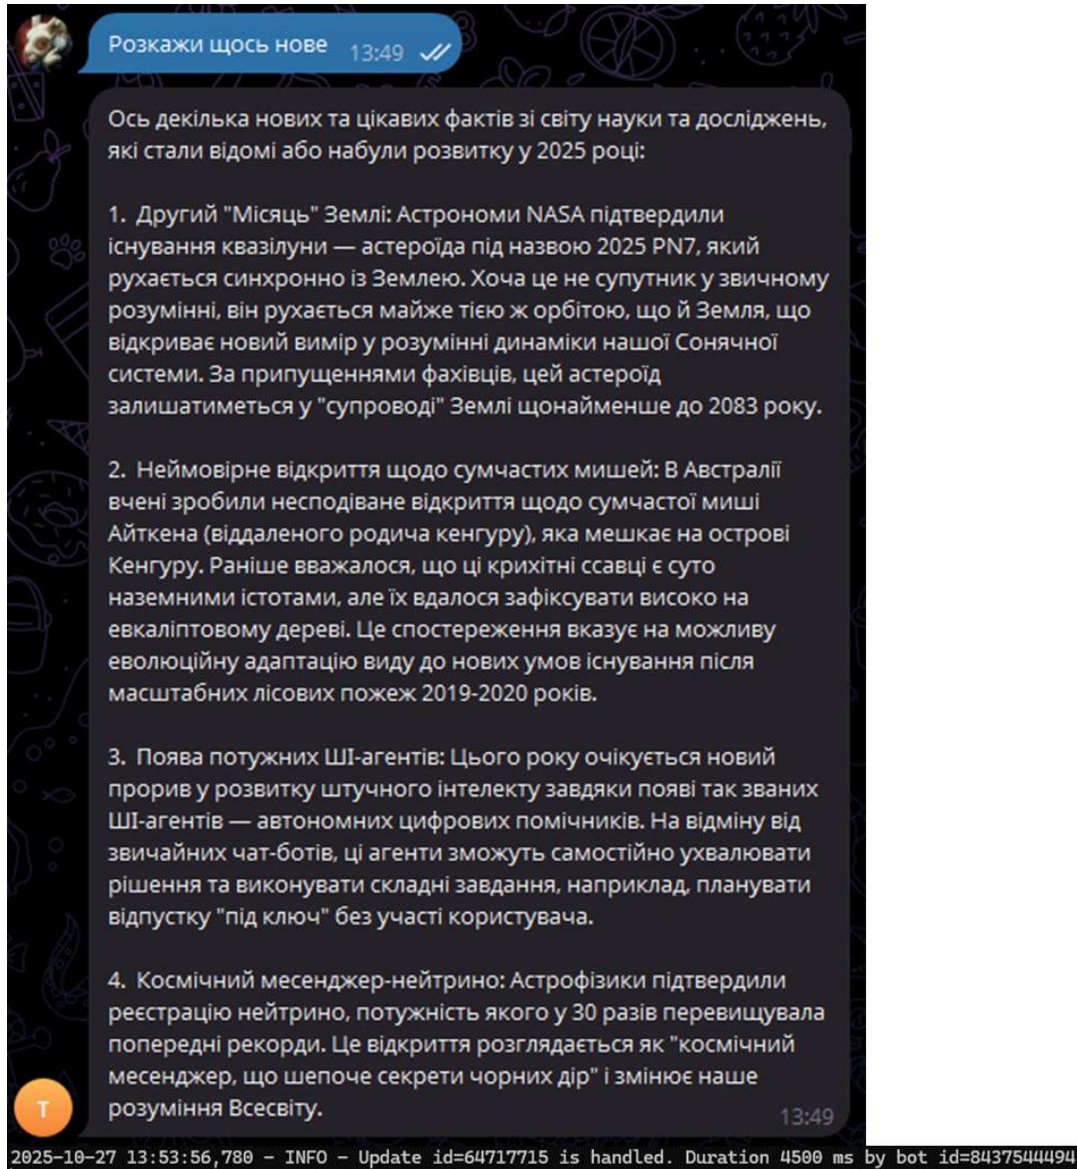 Розкажи щось нове 13:49
Ось декілька нових та цікавих фактів зі світу науки та досліджень,
які стали відомі або набули розвитку у 2025 році:
1. Другий "Місяць" Землі: Астрономи NASA підтвердили
існування квазілуни — астероїда під назвою 2025 PN7, який
рухається синхронно із Землею. Хоча це не супутник у звичному
розумінні, він рухається майже тією ж орбітою, що й Земля, що
відкриває новий вимір у розумінні динаміки нашої Сонячної
системи. За припущеннями фахівців, цей астероїд
залишатиметься у "супроводі" Землі щонайменше до 2083 року.
2. Неймовірне відкриття щодо сумчастих мишей: В Австралії
вчені зробили несподіване відкриття щодо сумчастої миші
Айткена (віддаленого родича кенгуру), яка мешкає на острові
Кенгуру. Раніше вважалося, що ці крихітні ссавці є суто
наземними істотами, але їх вдалося зафіксувати високо на
евкаліптовому дереві. Це спостереження вказує на можливу
еволюційну адаптацію виду до нових умов існування після
масштабних лісових пожеж 2019-2020 років.
3. Поява потужних ШІ-агентів: Цього року очікується новий
прорив у розвитку штучного інтелекту завдяки появі так званих
ШІ-агентів — автономних цифрових помічників. На відміну від
звичайних чат-ботів, ці агенти зможуть самостійно ухвалювати
рішення та виконувати складні завдання, наприклад, планувати
відпустку "під ключ" без участі користувача.
4. Космічний месенджер-нейтрино: Астрофізики підтвердили
реєстрацію нейтрино, потужність якого у 30 разів перевищувала
попередні рекорди. Це відкриття розглядається як "космічний
месенджер, що шепоче секрети чорних дір" і змінює наше
розуміння Всесвіту.
Т 13:49
2025-10-27 13:53:56,780 - INFO - Update id=64717715 is handled. Duration 4500 ms by bot id=8437544494